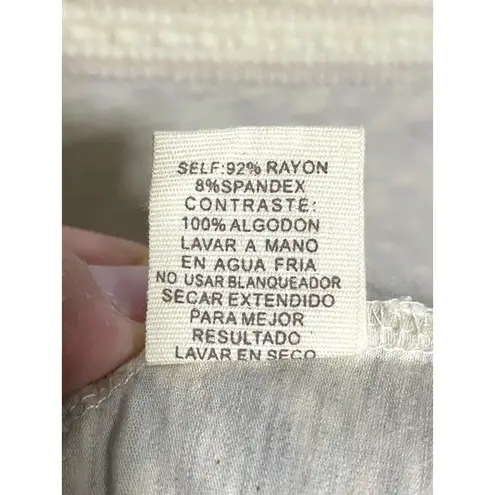 SELF:92% RAYON
8%SPANDEX
CONTRASTE:
100% ALGODON
LAVAR A MANO
EN AGUA FRIA
NO USAR BLANQUEADOR
SECAR EXTENDIDO
PARA MEJOR
RESULTADO
LAVAR EN SECO